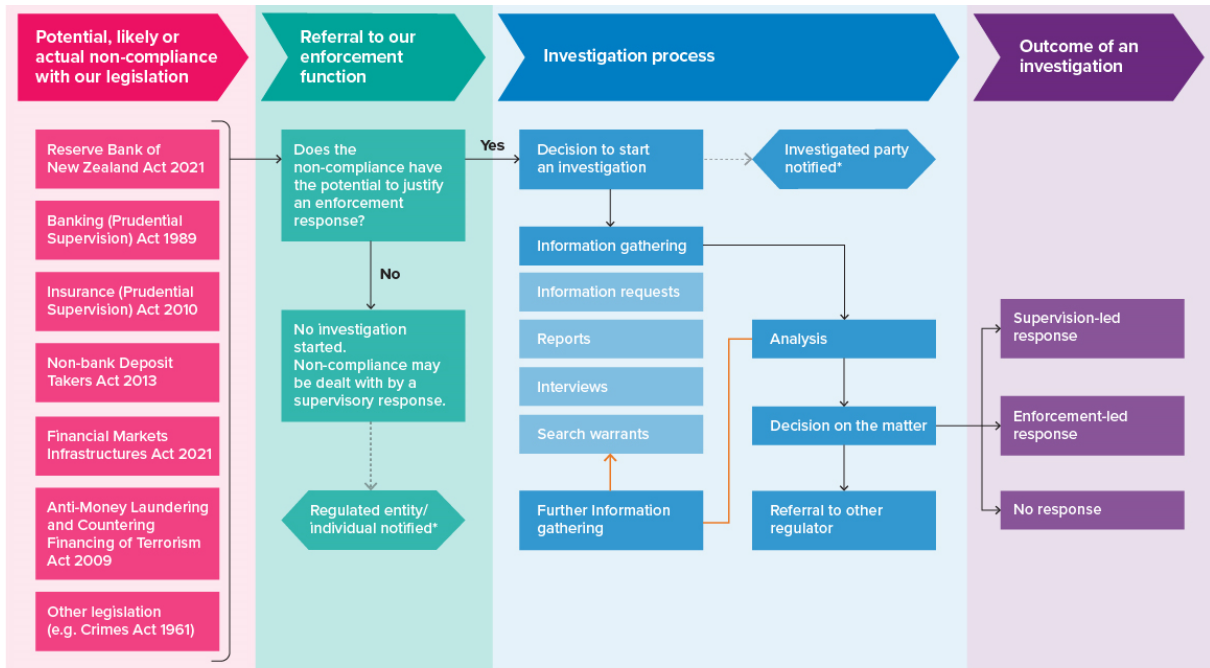 Potential, likely or
actual non-compliance
with our legislation
Referral to our
enforcement
function
Investigation process
Outcome of an
investigation
Reserve Bank of
New Zealand Act 2021
Banking (Prudential
Supervision) Act 1989
Insurance (Prudential
Supervision) Act 2010
Non-bank Deposit
Takers Act 2013
Financial Markets
Infrastructures Act 2021
Anti-Money Laundering
and Countering
Financing of Terrorism
Act 2009
Other legislation
(e.g. Crimes Act 1961)
Does the
non-compliance have
the potential to justify
an enforcement
response?
Yes
No
No investigation
started.
Non-compliance may
be dealt with by a
supervisory response.
Regulated entity/
individual notified*
Decision to start
an investigation
Investigated party
notified*
Information gathering
Information requests
Reports
Interviews
Search warrants
Further Information
gathering
Analysis
Decision on the matter
Referral to other
regulator
Supervision-led
response
Enforcement-led
response
No response